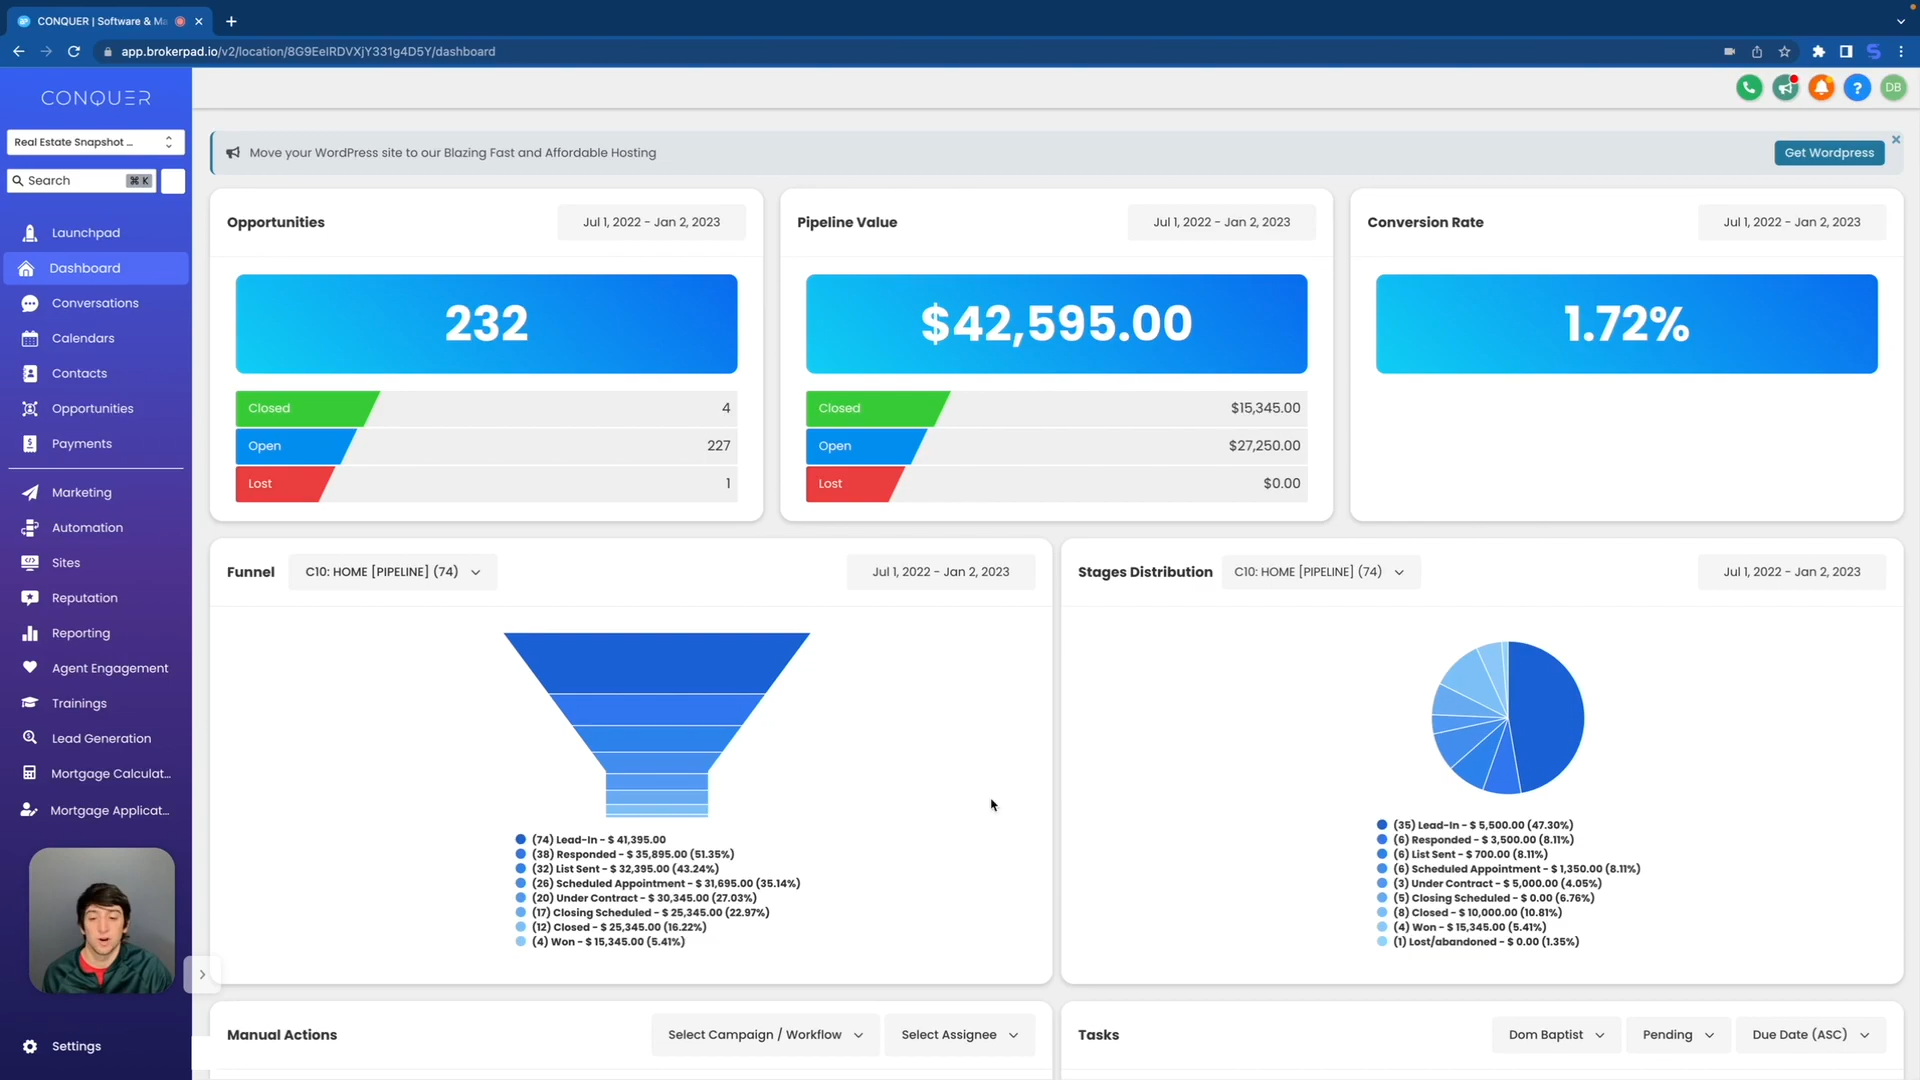 CONQUER | Software & Ma
app.brokerpad.io/v2/location/8G9EelRDVXjY331g4D5Y/dashboard
CONQUER
DB
Real Estate Snapshot ...
Search
⌘ K
Launchpad
Dashboard
Conversations
Calendars
Contacts
Opportunities
Payments
Marketing
Automation
Sites
Reputation
Reporting
Agent Engagement
Trainings
Lead Generation
Mortgage Calculat...
Mortgage Applicat...
Settings
Move your WordPress site to our Blazing Fast and Affordable Hosting
Get Wordpress
Opportunities
Jul 1, 2022 - Jan 2, 2023
232
Closed 4
Open 227
Lost 1
Pipeline Value
Jul 1, 2022 - Jan 2, 2023
$42,595.00
Closed $15,345.00
Open $27,250.00
Lost $0.00
Conversion Rate
Jul 1, 2022 - Jan 2, 2023
1.72%
Funnel
C10: HOME [PIPELINE] (74)
Jul 1, 2022 - Jan 2, 2023
(74) Lead-In - $ 41,395.00
(38) Responded - $ 35,895.00 (51.35%)
(32) List Sent - $ 32,395.00 (43.24%)
(26) Scheduled Appointment - $ 31,695.00 (35.14%)
(20) Under Contract - $ 30,345.00 (27.03%)
(17) Closing Scheduled - $ 25,345.00 (22.97%)
(12) Closed - $ 25,345.00 (16.22%)
(4) Won - $ 15,345.00 (5.41%)
Stages Distribution
C10: HOME [PIPELINE] (74)
Jul 1, 2022 - Jan 2, 2023
(35) Lead-In - $ 5,500.00 (47.30%)
(6) Responded - $ 3,500.00 (8.11%)
(6) List Sent - $ 700.00 (8.11%)
(6) Scheduled Appointment - $ 1,350.00 (8.11%)
(3) Under Contract - $ 5,000.00 (4.05%)
(5) Closing Scheduled - $ 0.00 (6.76%)
(8) Closed - $ 10,000.00 (10.81%)
(4) Won - $ 15,345.00 (5.41%)
(1) Lost/abandoned - $ 0.00 (1.35%)
Manual Actions
Select Campaign / Workflow
Select Assignee
Tasks
Dom Baptist
Pending
Due Date (ASC)